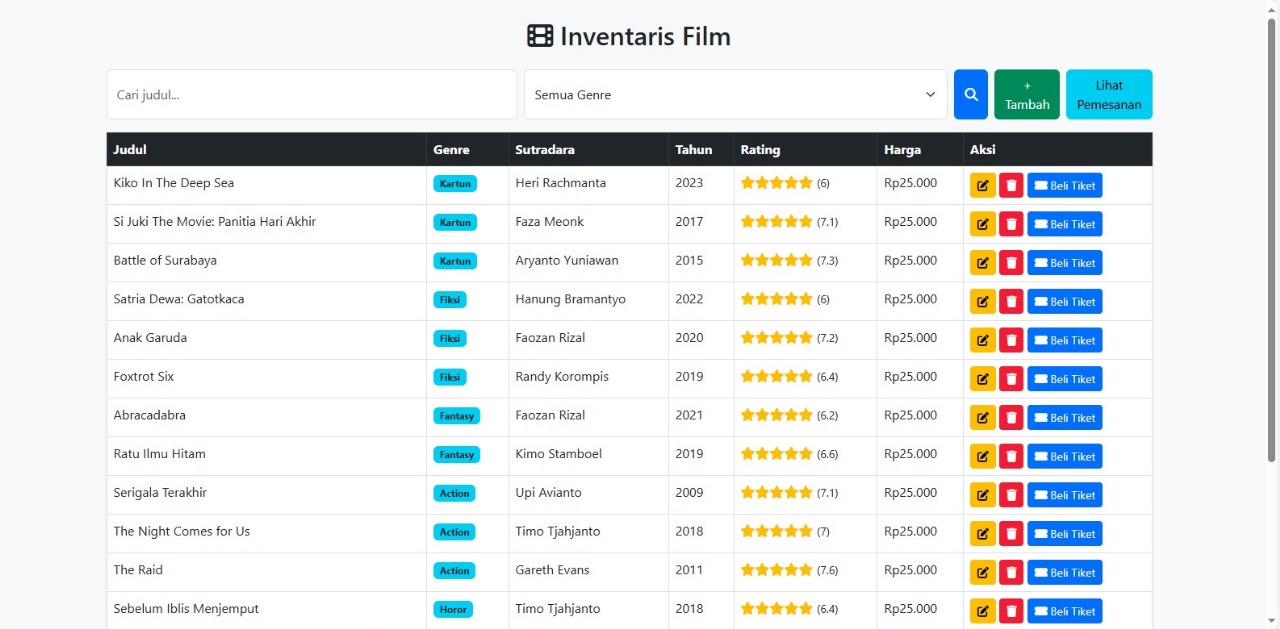 Inventaris Film
Cari judul... Semua Genre + Tambah Lihat Pemesanan
Judul Genre Sutradara Tahun Rating Harga Aksi
Kiko In The Deep Sea Kartun Heri Rachmanta 2023 (6) Rp25.000 Beli Tiket
Si Juki The Movie: Panitia Hari Akhir Kartun Faza Meonk 2017 (7.1) Rp25.000 Beli Tiket
Battle of Surabaya Kartun Aryanto Yuniawan 2015 (7.3) Rp25.000 Beli Tiket
Satria Dewa: Gatotkaca Fiksi Hanung Bramantyo 2022 (6) Rp25.000 Beli Tiket
Anak Garuda Fiksi Faozan Rizal 2020 (7.2) Rp25.000 Beli Tiket
Foxtrot Six Fiksi Randy Korompis 2019 (6.4) Rp25.000 Beli Tiket
Abracadabra Fantasy Faozan Rizal 2021 (6.2) Rp25.000 Beli Tiket
Ratu Ilmu Hitam Fantasy Kimo Stamboel 2019 (6.6) Rp25.000 Beli Tiket
Serigala Terakhir Action Upi Avianto 2009 (7.1) Rp25.000 Beli Tiket
The Night Comes for Us Action Timo Tjahjanto 2018 (7) Rp25.000 Beli Tiket
The Raid Action Gareth Evans 2011 (7.6) Rp25.000 Beli Tiket
Sebelum Iblis Menjemput Horor Timo Tjahjanto 2018 (6.4) Rp25.000 Beli Tiket